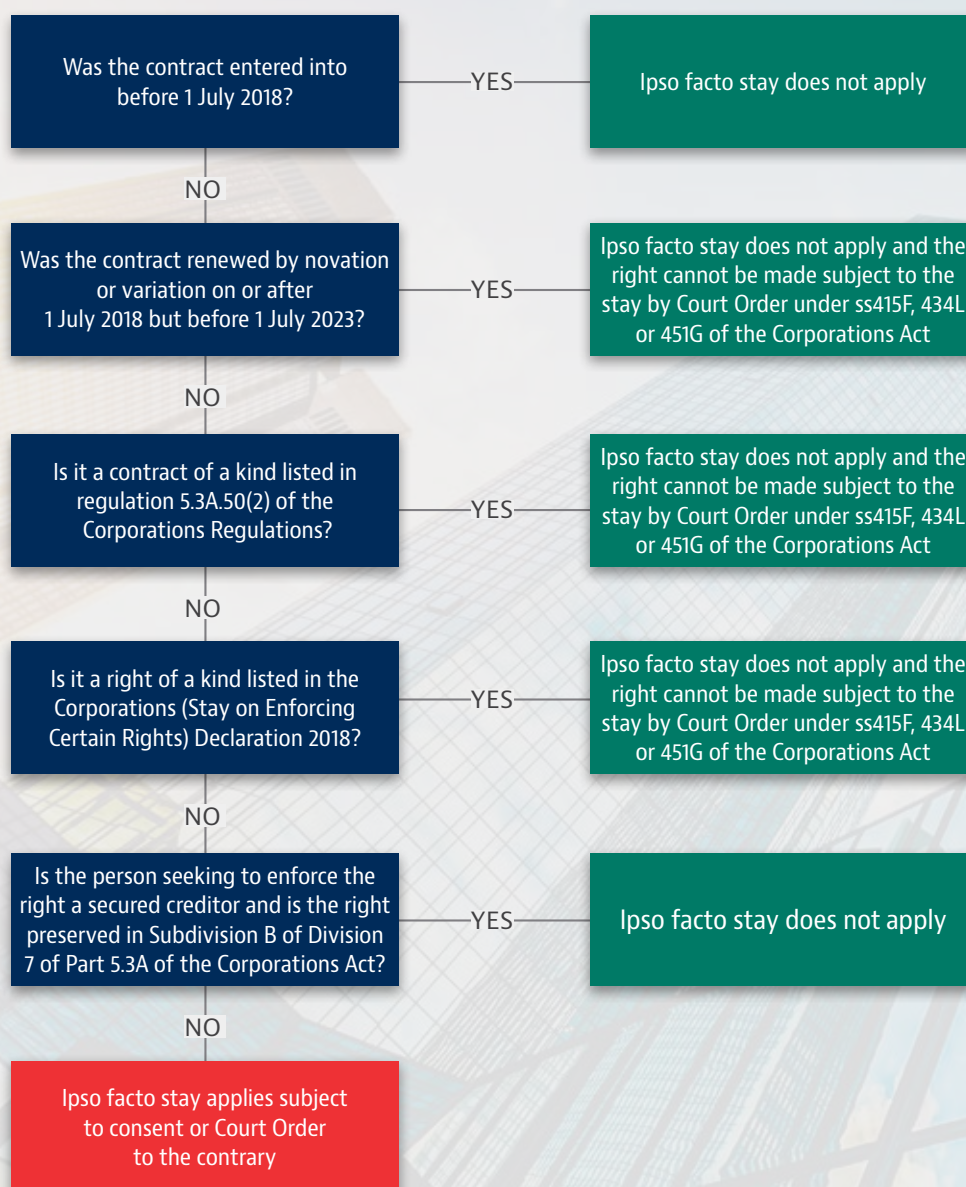 Was the contract entered into
before 1 July 2018?
YES
Ipso facto stay does not apply
NO
Was the contract renewed by novation
or variation on or after
1 July 2018 but before 1 July 2023?
YES
Ipso facto stay does not apply and the
right cannot be made subject to the
stay by Court Order under ss415F, 434L
or 451G of the Corporations Act
NO
Is it a contract of a kind listed in
regulation 5.3A.50(2) of the
Corporations Regulations?
YES
Ipso facto stay does not apply and the
right cannot be made subject to the
stay by Court Order under ss415F, 434L
or 451G of the Corporations Act
NO
Is it a right of a kind listed in the
Corporations (Stay on Enforcing
Certain Rights) Declaration 2018?
YES
Ipso facto stay does not apply and the
right cannot be made subject to the
stay by Court Order under ss415F, 434L
or 451G of the Corporations Act
NO
Is the person seeking to enforce the
right a secured creditor and is the right
preserved in Subdivision B of Division
7 of Part 5.3A of the Corporations Act?
YES
Ipso facto stay does not apply
NO
Ipso facto stay applies subject
to consent or Court Order
to the contrary